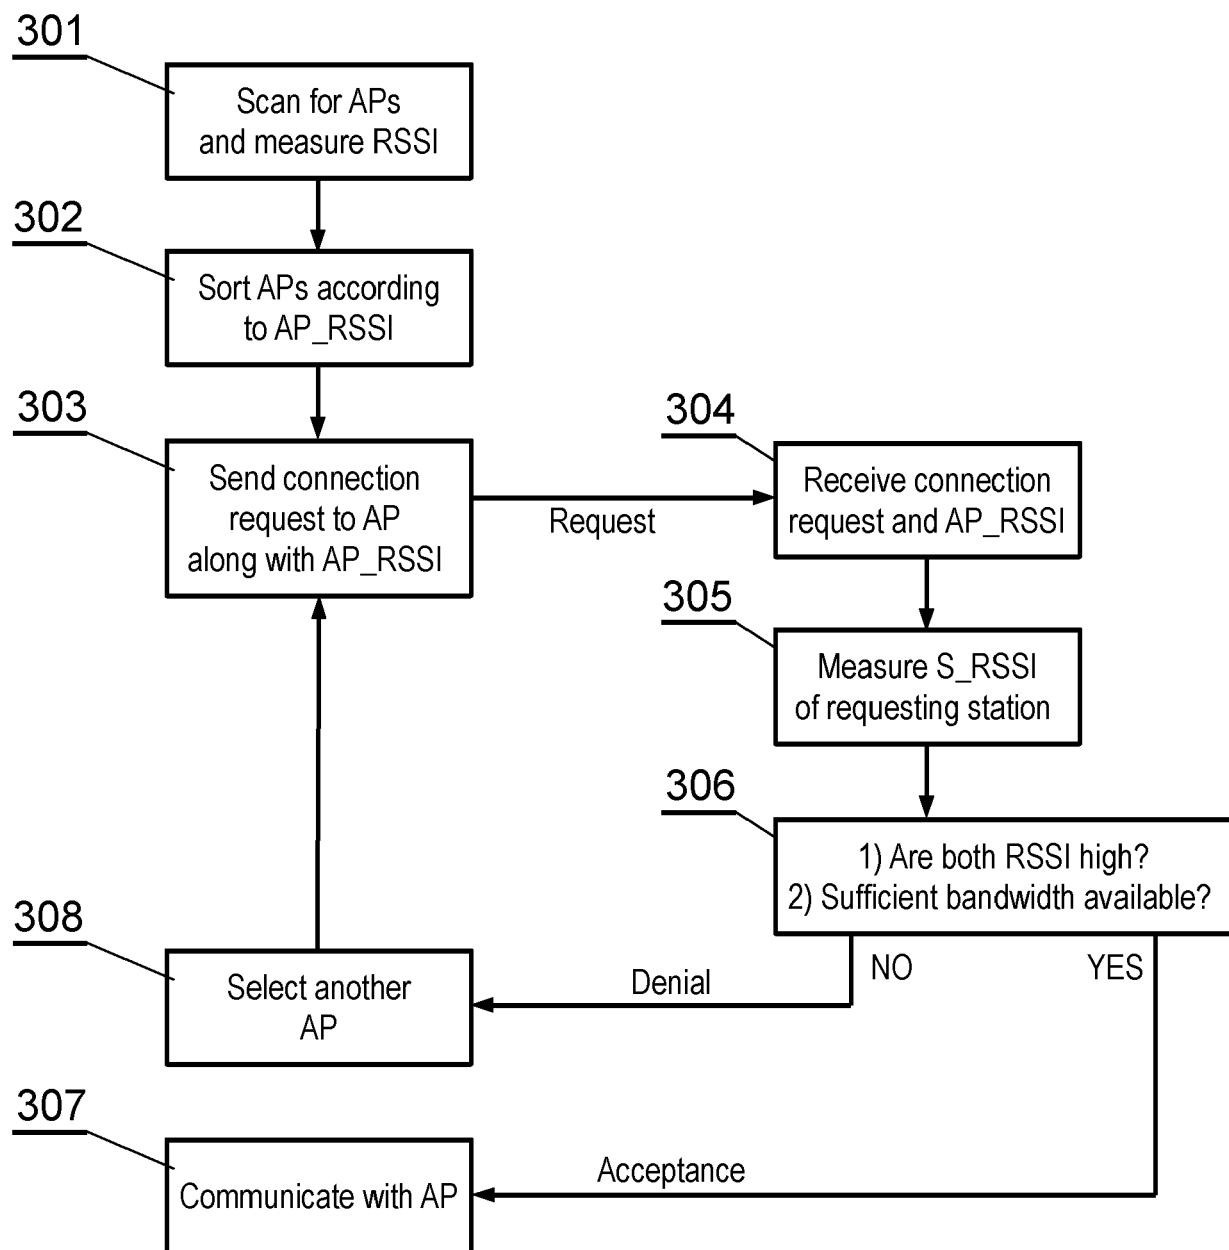 301
Scan for APs
and measure RSSI
302
Sort APs according
to AP_RSSI
303
Send connection
request to AP
along with AP_RSSI
Request
304
Receive connection
request and AP_RSSI
305
Measure S_RSSI
of requesting station
306
1) Are both RSSI high?
2) Sufficient bandwidth available?
NO
YES
Denial
308
Select another
AP
307
Communicate with AP
Acceptance